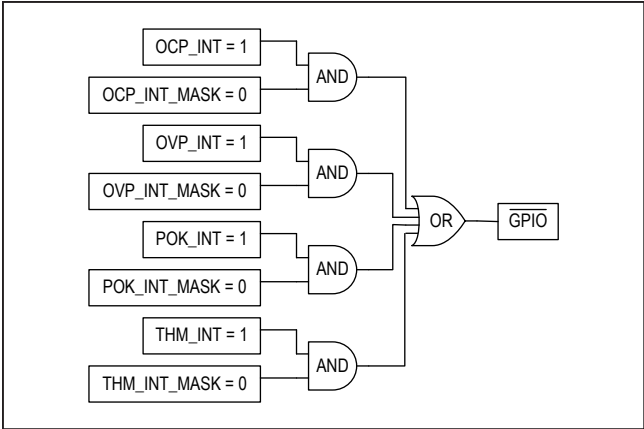 OCP_INT = 1
AND
OCP_INT_MASK = 0
OVP_INT = 1
AND
OVP_INT_MASK = 0
OR
GPIO
POK_INT = 1
AND
POK_INT_MASK = 0
THM_INT = 1
AND
THM_INT_MASK = 0